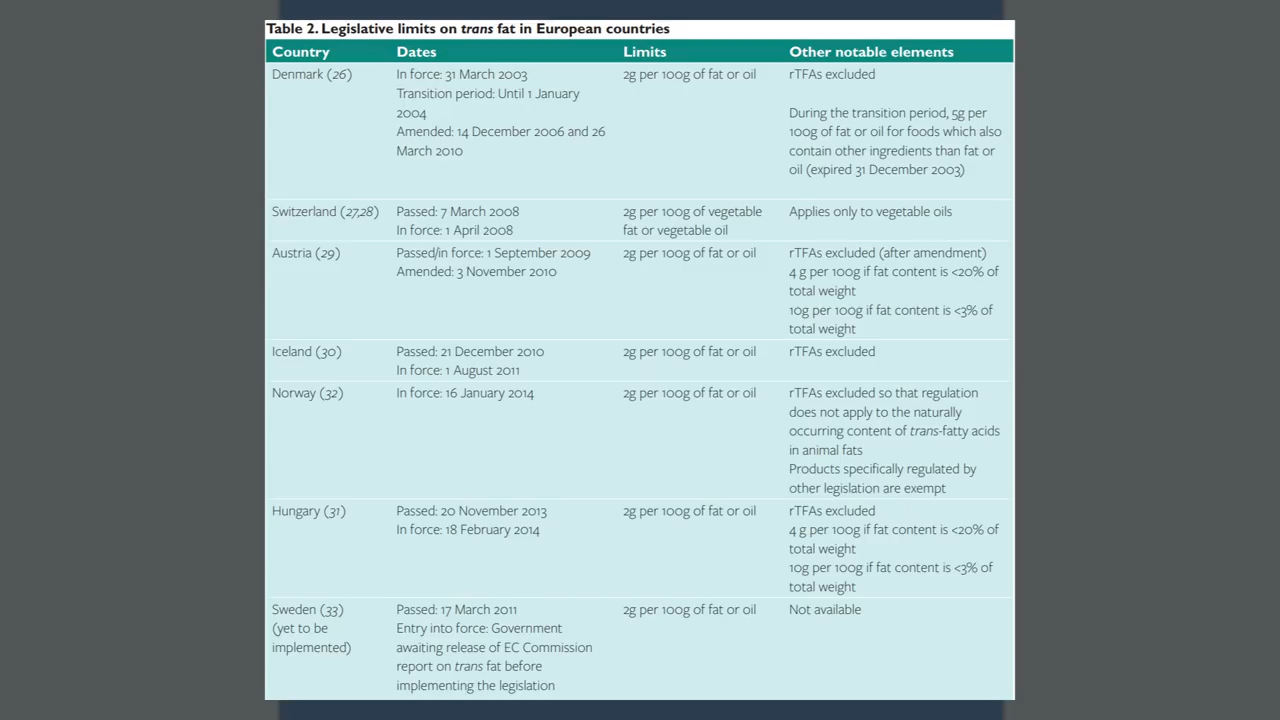 Table 2. Legislative limits on trans fat in European countries
Country Dates Limits Other notable elements
Denmark (26)
In force: 31 March 2003
Transition period: Until 1 January
2004
Amended: 14 December 2006 and 26
March 2010
2g per 100g of fat or oil
rTFAs excluded
During the transition period, 5g per
100g of fat or oil for foods which also
contain other ingredients than fat or
oil (expired 31 December 2003)
Switzerland (27,28)
Passed: 7 March 2008
In force: 1 April 2008
2g per 100g of vegetable
fat or vegetable oil
Applies only to vegetable oils
Austria (29)
Passed/in force: 1 September 2009
Amended: 3 November 2010
2g per 100g of fat or oil
rTFAs excluded (after amendment)
4 g per 100g if fat content is <20% of
total weight
10g per 100g if fat content is <3% of
total weight
Iceland (30)
Passed: 21 December 2010
In force: 1 August 2011
2g per 100g of fat or oil
rTFAs excluded
Norway (32)
In force: 16 January 2014
2g per 100g of fat or oil
rTFAs excluded so that regulation
does not apply to the naturally
occurring content of trans-fatty acids
in animal fats
Products specifically regulated by
other legislation are exempt
Hungary (31)
Passed: 20 November 2013
In force: 18 February 2014
2g per 100g of fat or oil
rTFAs excluded
4 g per 100g if fat content is <20% of
total weight
10g per 100g if fat content is <3% of
total weight
Sweden (33)
(yet to be
implemented)
Passed: 17 March 2011
Entry into force: Government
awaiting release of EC Commission
report on trans fat before
implementing the legislation
2g per 100g of fat or oil
Not available